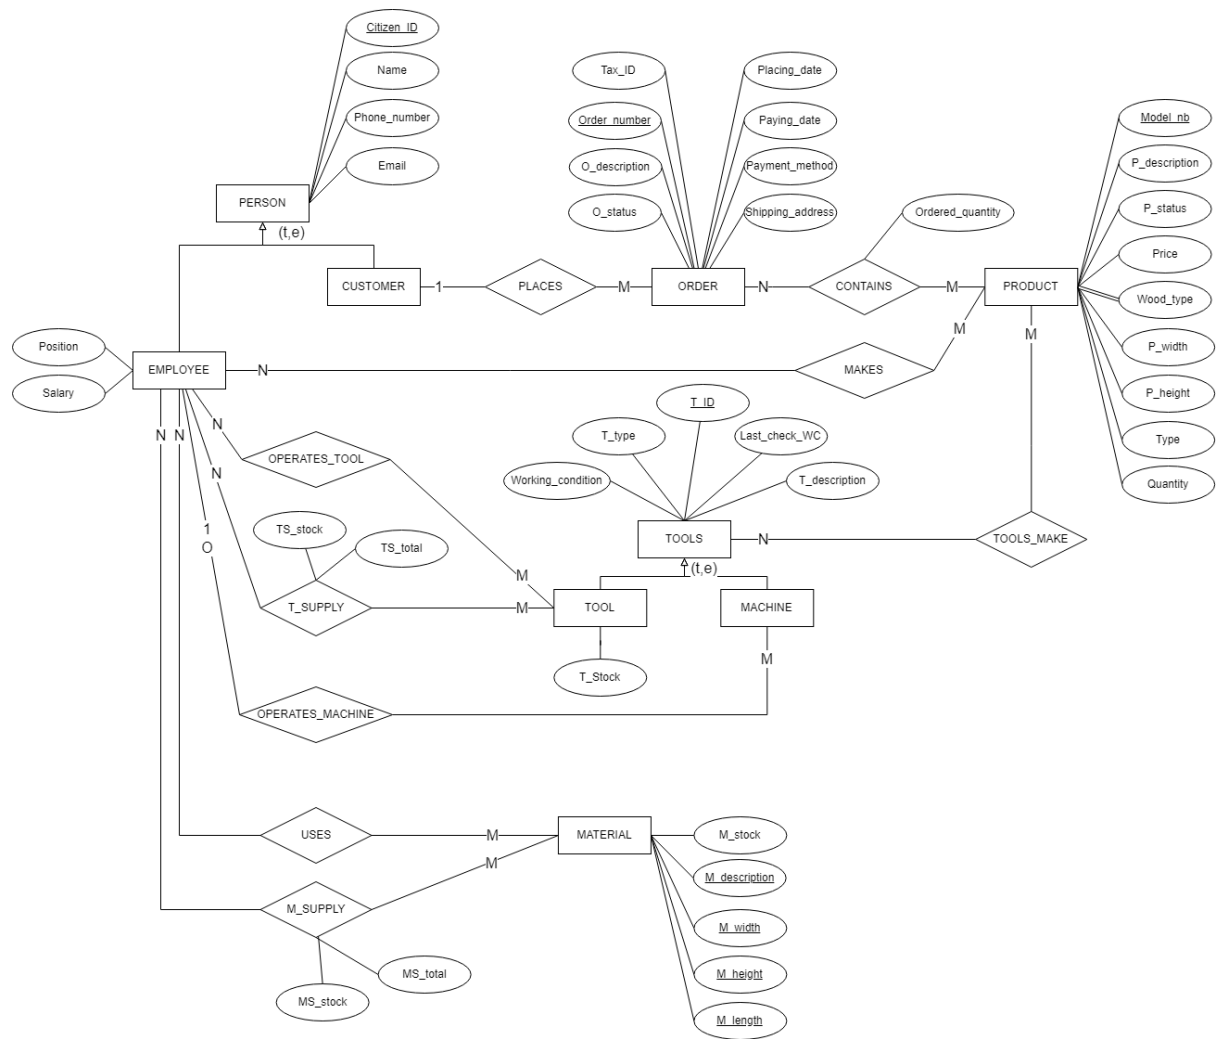 Citizen_ID
Name
Phone_number
Email
PERSON
(t,e)
CUSTOMER
1
PLACES
M
Tax_ID
Order_number
O_description
O_status
Placing_date
Paying_date
Payment_method
Shipping_address
ORDER
N
Ordered_quantity
CONTAINS
M
PRODUCT
Model_nb
P_description
P_status
Price
Wood_type
P_width
P_height
Type
Quantity
Position
Salary
EMPLOYEE
N
MAKES
M
M
N
N
N
OPERATES_TOOL
N
1
O
TS_stock
TS_total
T_SUPPLY
M
M
T_ID
T_type
Last_check_WC
Working_condition
T_description
TOOLS
N
TOOLS_MAKE
(t,e)
TOOL
MACHINE
T_Stock
M
OPERATES_MACHINE
USES
M
MATERIAL
M
M_SUPPLY
MS_total
MS_stock
M_stock
M_description
M_width
M_height
M_length